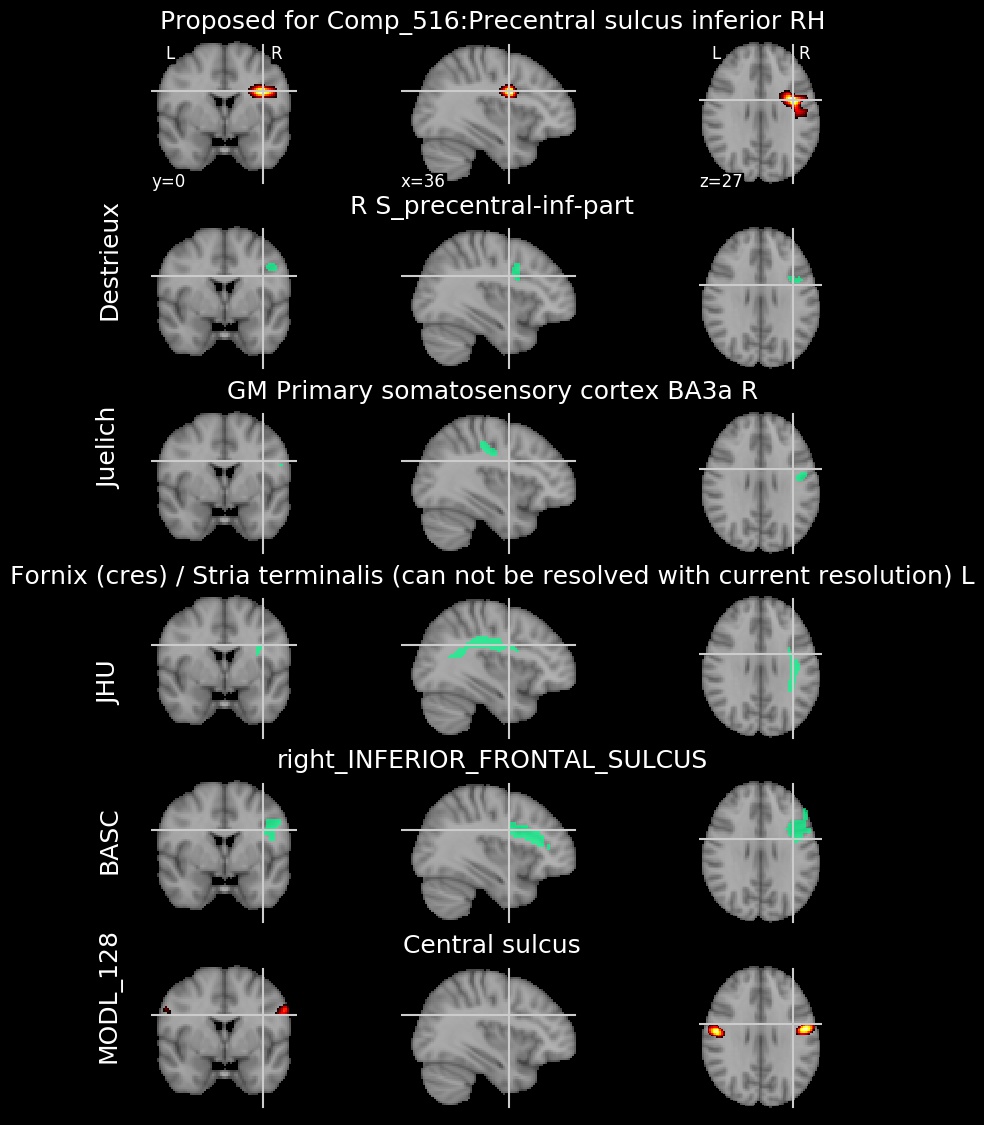 Proposed for Comp_516:Precentral sulcus inferior RH
L R L R
y=0 x=36 z=27
R S_precentral-inf-part
Destrieux
GM Primary somatosensory cortex BA3a R
Juelich
Fornix (cres) / Stria terminalis (can not be resolved with current resolution) L
JHU
right_INFERIOR_FRONTAL_SULCUS
BASC
Central sulcus
MODL_128